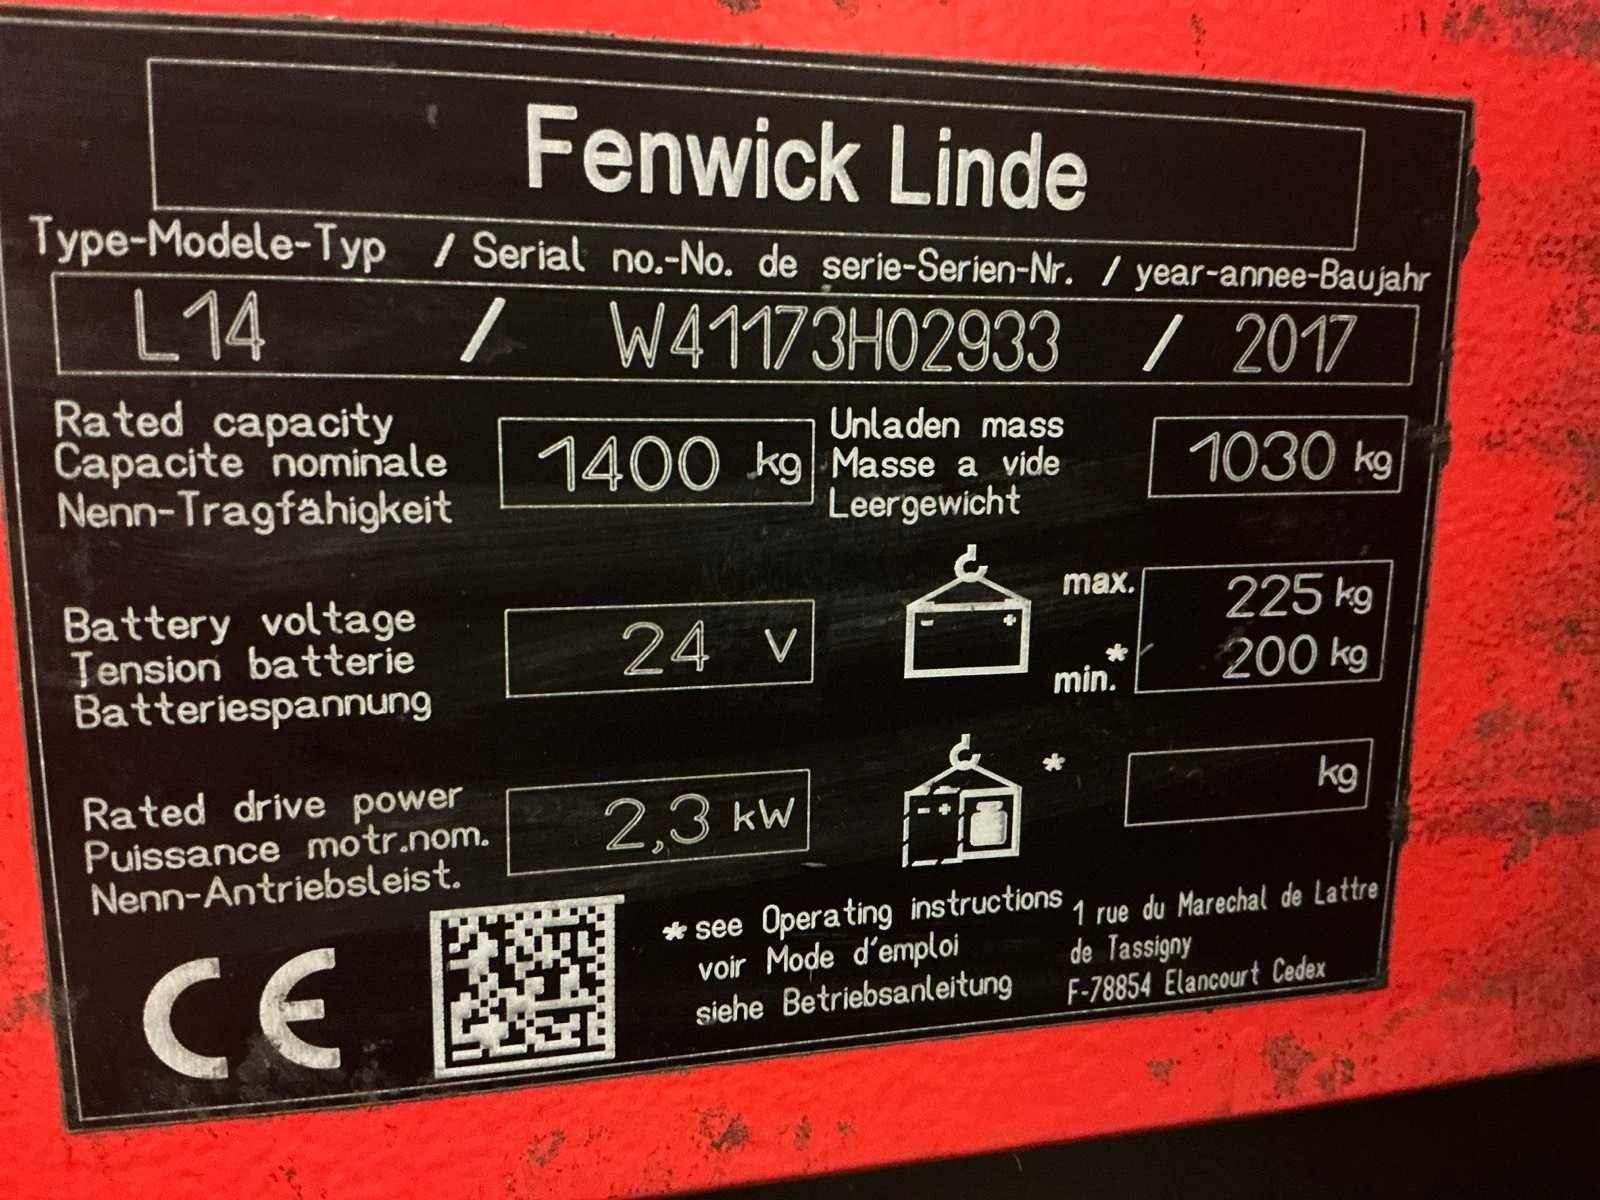 Fenwick Linde
Type-Modele-Typ / Serial no.-No. de serie-Serien-Nr. / year-annee-Baujahr
L14 / W41173H02933 / 2017
Rated capacity
Capacite nominale
Nenn-Tragfähigkeit
1400 kg
Unladen mass
Masse a vide
Leergewicht
1030 kg
Battery voltage
Tension batterie
Batteriespannung
24 V
max. 225 kg
min.* 200 kg
Rated drive power
Puissance motr.nom.
Nenn-Antriebsleist.
2,3 kW
* kg
CE
*see Operating instructions
voir Mode d'emploi
siehe Betriebsanleitung
1 rue du Marechal de Lattre
de Tassigny
F-78854 Elancourt Cedex